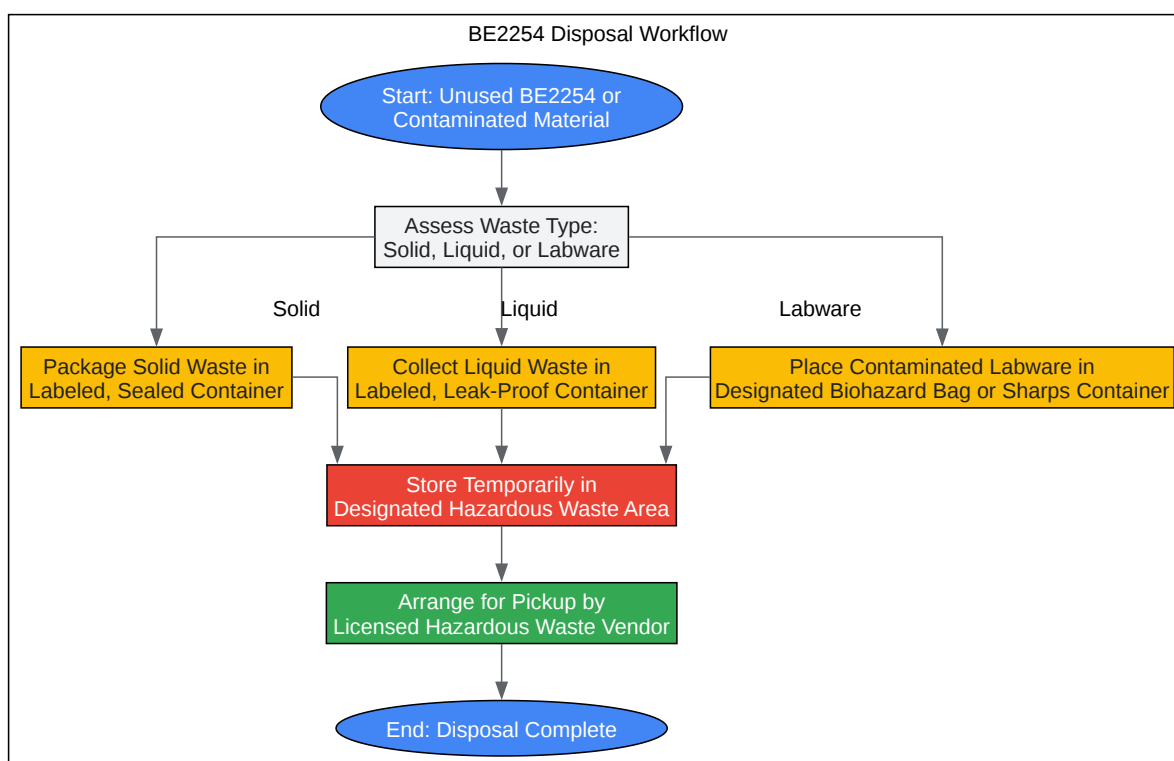 BE2254 Disposal Workflow
Start: Unused BE2254 or
Contaminated Material
Assess Waste Type:
Solid, Liquid, or Labware
Solid
Liquid
Labware
Package Solid Waste in
Labeled, Sealed Container
Collect Liquid Waste in
Labeled, Leak-Proof Container
Place Contaminated Labware in
Designated Biohazard Bag or Sharps Container
Store Temporarily in
Designated Hazardous Waste Area
Arrange for Pickup by
Licensed Hazardous Waste Vendor
End: Disposal Complete